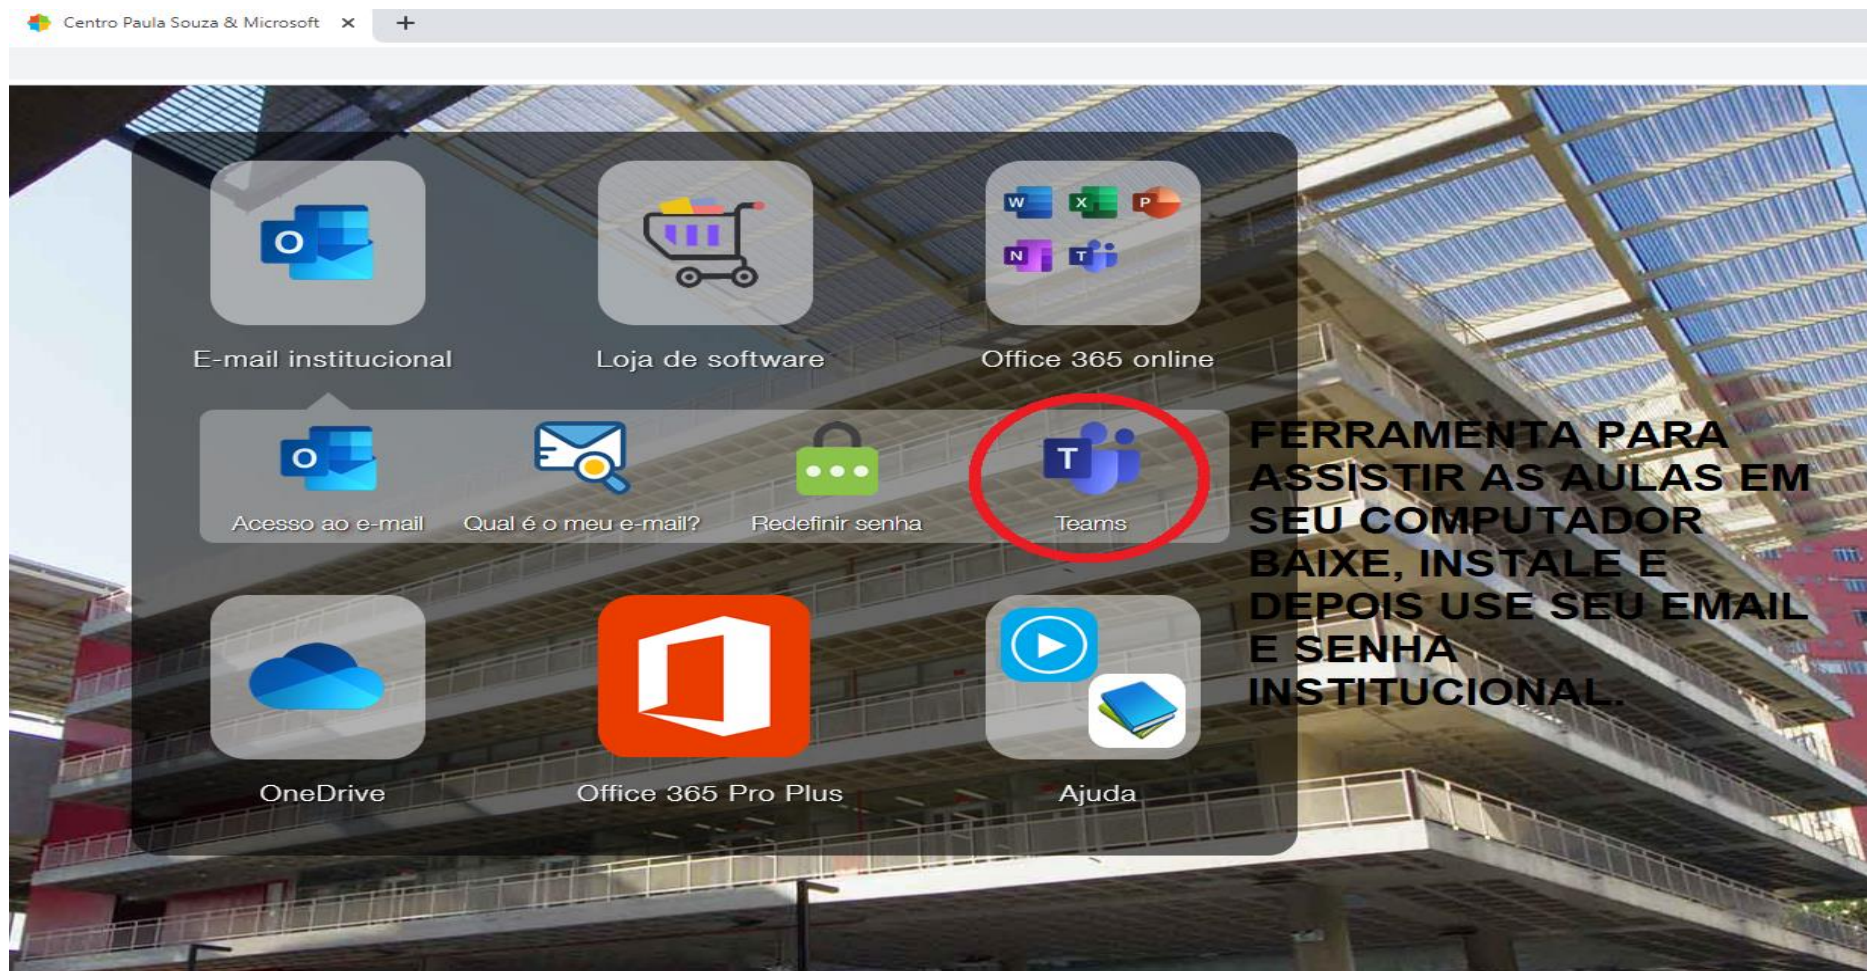 Centro Paula Souza & Microsoft
O
W X P
N T
E-mail institucional Loja de software Office 365 online
O T
Acesso ao e-mail Qual é o meu e-mail? Redefinir senha Teams
FERRAMENTA PARA
ASSISTIR AS AULAS EM
SEU COMPUTADOR
BAIXE, INSTALE E
DEPOIS USE SEU EMAIL
E SENHA
INSTITUCIONAL.
OneDrive Office 365 Pro Plus Ajuda